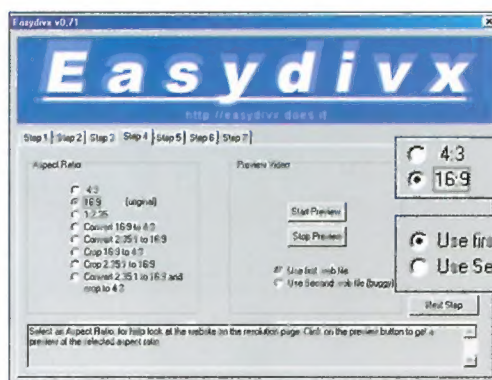 Easydivx v0.71
Easydivx
http://easydivx does it
Step 1 Step 2 Step 3 Step 4 Step 5 Step 6 Step 7
Aspect Ratio
4:3
16:9 (original)
1:2.35
Convert 16:9 to 4:3
Convert 2.35:1 to 16:9
Crop 16:9 to 4:3
Crop 2.35:1 to 16:9
Convert 2.35:1 to 16:9 and
crop to 4:3
Preview Video
Start Preview
Stop Preview
Use first vob file
Use Second vob file (buggy)
4:3
16:9
Use firs
Use Se
Next Step
Select an Aspect Ratio, for help look at the website on the resolution page. Click on the preview button to get a
preview of the selected aspect ratio